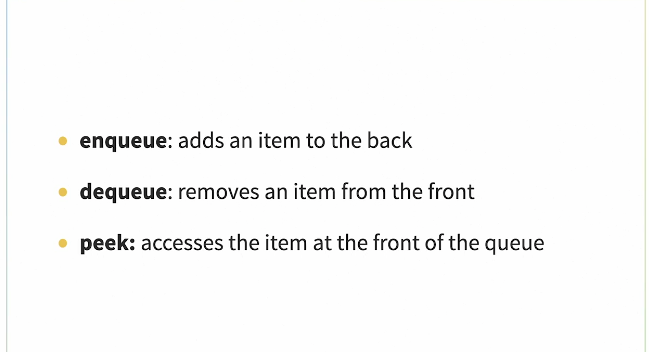 • enqueue: adds an item to the back
• dequeue: removes an item from the front
• peek: accesses the item at the front of the queue